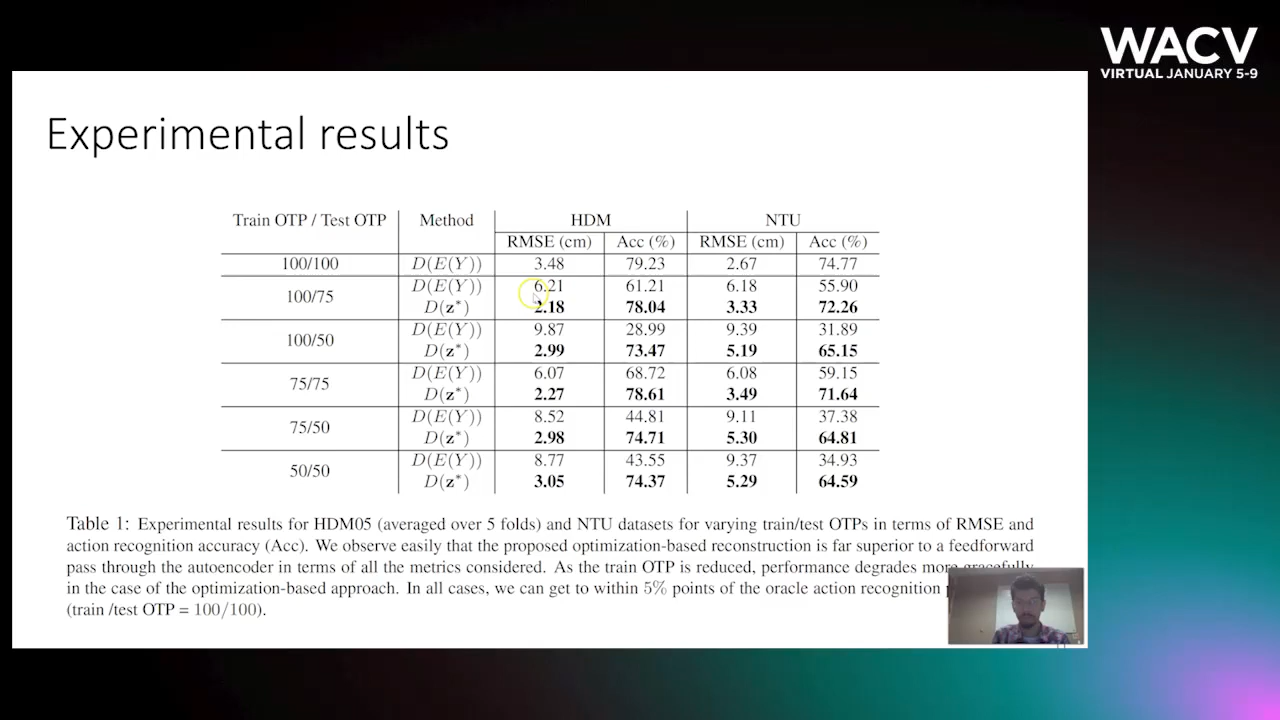 WACV
VIRTUAL JANUARY 5-9
Experimental results
Train OTP / Test OTP Method HDM NTU
RMSE (cm) Acc (%) RMSE (cm) Acc (%)
100/100 D(E(Y)) 3.48 79.23 2.67 74.77
100/75 D(E(Y)) 6.21 61.21 6.18 55.90
D(z*) 2.18 78.04 3.33 72.26
100/50 D(E(Y)) 9.87 28.99 9.39 31.89
D(z*) 2.99 73.47 5.19 65.15
75/75 D(E(Y)) 6.07 68.72 6.08 59.15
D(z*) 2.27 78.61 3.49 71.64
75/50 D(E(Y)) 8.52 44.81 9.11 37.38
D(z*) 2.98 74.71 5.30 64.81
50/50 D(E(Y)) 8.77 43.55 9.37 34.93
D(z*) 3.05 74.37 5.29 64.59
Table 1: Experimental results for HDM05 (averaged over 5 folds) and NTU datasets for varying train/test OTPs in terms of RMSE and
action recognition accuracy (Acc). We observe easily that the proposed optimization-based reconstruction is far superior to a feedforward
pass through the autoencoder in terms of all the metrics considered. As the train OTP is reduced, performance degrades more gracefully
in the case of the optimization-based approach. In all cases, we can get to within 5% points of the oracle action recognition
(train /test OTP = 100/100).